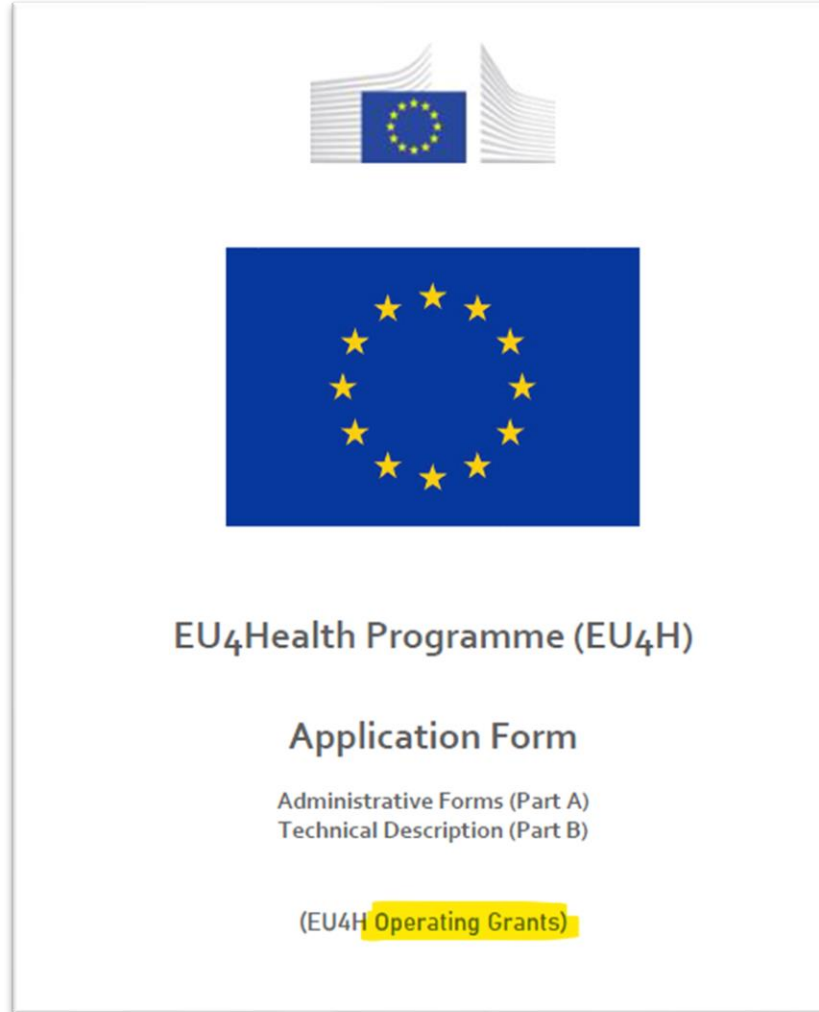 EU4Health Programme (EU4H)
Application Form
Administrative Forms (Part A)
Technical Description (Part B)
(EU4H Operating Grants)